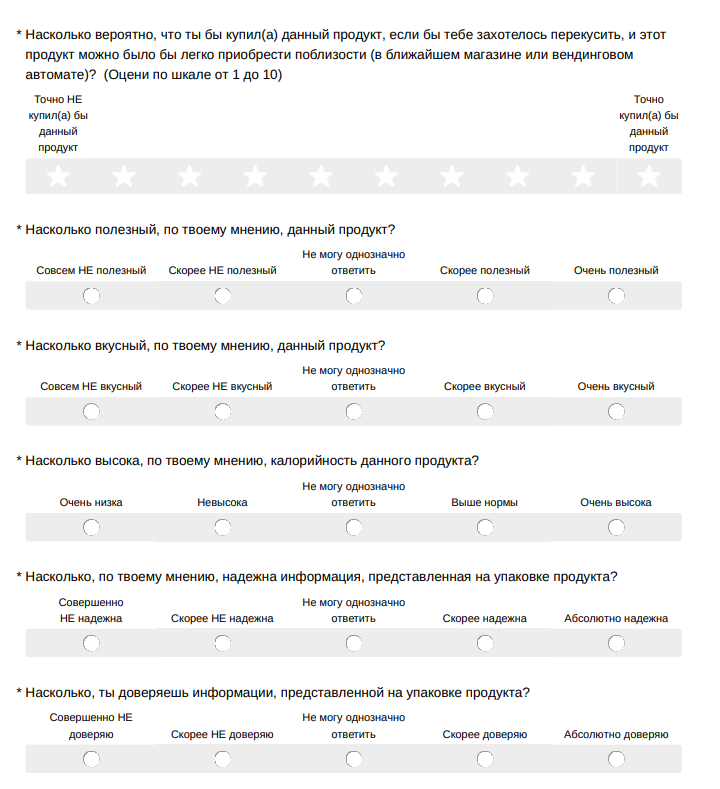 * Насколько вероятно, что ты бы купил(а) данный продукт, если бы тебе захотелось перекусить, и этот
продукт можно было бы легко приобрести поблизости (в ближайшем магазине или вендинговом
автомате)? (Оцени по шкале от 1 до 10)
Точно НЕ
купил(а) бы
данный
продукт
Точно
купил(а) бы
данный
продукт
* Насколько полезный, по твоему мнению, данный продукт?
Совсем НЕ полезный
Скорее НЕ полезный
Не могу однозначно
ответить
Скорее полезный
Очень полезный
* Насколько вкусный, по твоему мнению, данный продукт?
Совсем НЕ вкусный
Скорее НЕ вкусный
Не могу однозначно
ответить
Скорее вкусный
Очень вкусный
* Насколько высока, по твоему мнению, калорийность данного продукта?
Очень низка
Невысока
Не могу однозначно
ответить
Выше нормы
Очень высока
* Насколько, по твоему мнению, надежна информация, представленная на упаковке продукта?
Совершенно
НЕ надежна
Скорее НЕ надежна
Не могу однозначно
ответить
Скорее надежна
Абсолютно надежна
* Насколько, ты доверяешь информации, представленной на упаковке продукта?
Совершенно НЕ
доверяю
Скорее НЕ доверяю
Не могу однозначно
ответить
Скорее доверяю
Абсолютно доверяю